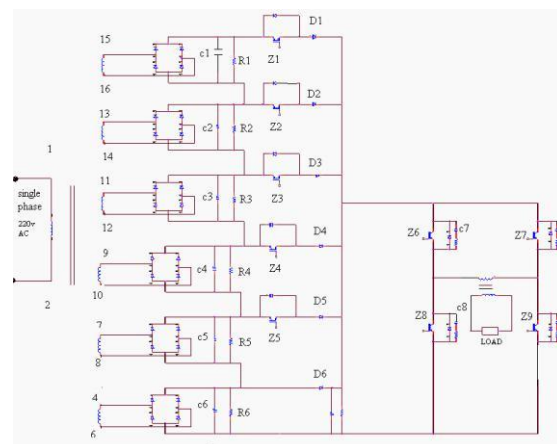 15
D1
c1
R1
Z1
16
D2
13
c2
R2
Z2
14
1
D3
11
single
phase
220v
AC
c3
R3
Z3
12
D4
9
Z6
c7
Z7
c4
R4
Z4
10
2
D5
7
Z8
c8
Z9
c5
R5
Z5
8
LOAD
D6
4
c6
R6
6